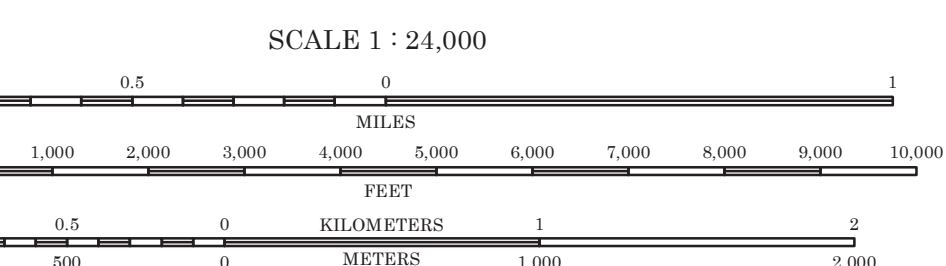 SCALE 1 : 24,000
0.5 0 1
MILES
1,000 2,000 3,000 4,000 5,000 6,000 7,000 8,000 9,000 10,000
FEET
0.5 0 KILOMETERS 1 2
500 0 METERS 1,000 2,000